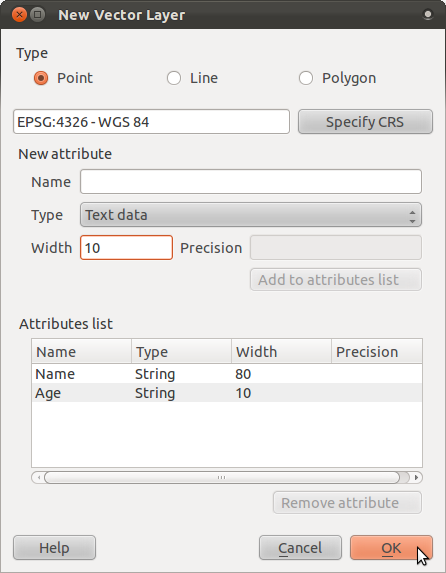 New Vector Layer
Type
Point Line Polygon
EPSG:4326 - WGS 84 Specify CRS
New attribute
Name
Type Text data
Width 10 Precision
Add to attributes list
Attributes list
Name Type Width Precision
Name String 80
Age String 10
Remove attribute
Help Cancel OK